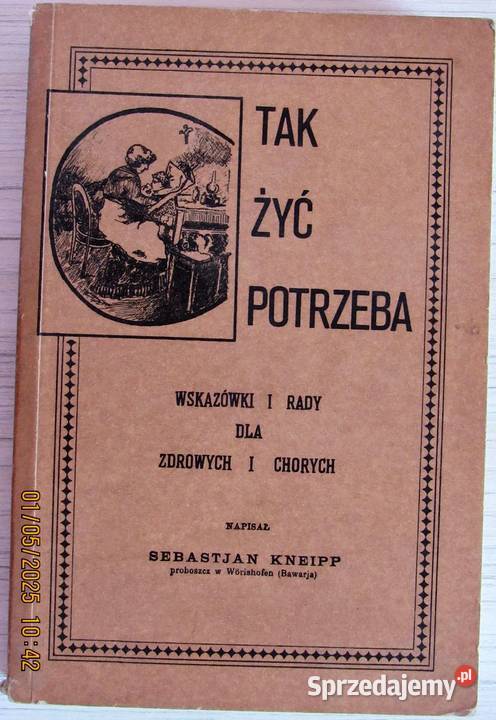 TAK
ŻYĆ
POTRZEBA
WSKAZÓWKI I RADY
DLA
ZDROWYCH I CHORYCH
NAPISAŁ
SEBASTJAN KNEIPP
proboszcz w Wörishofen (Bawarja)
01/05/2025 10:42
Sprzedajemy.pl